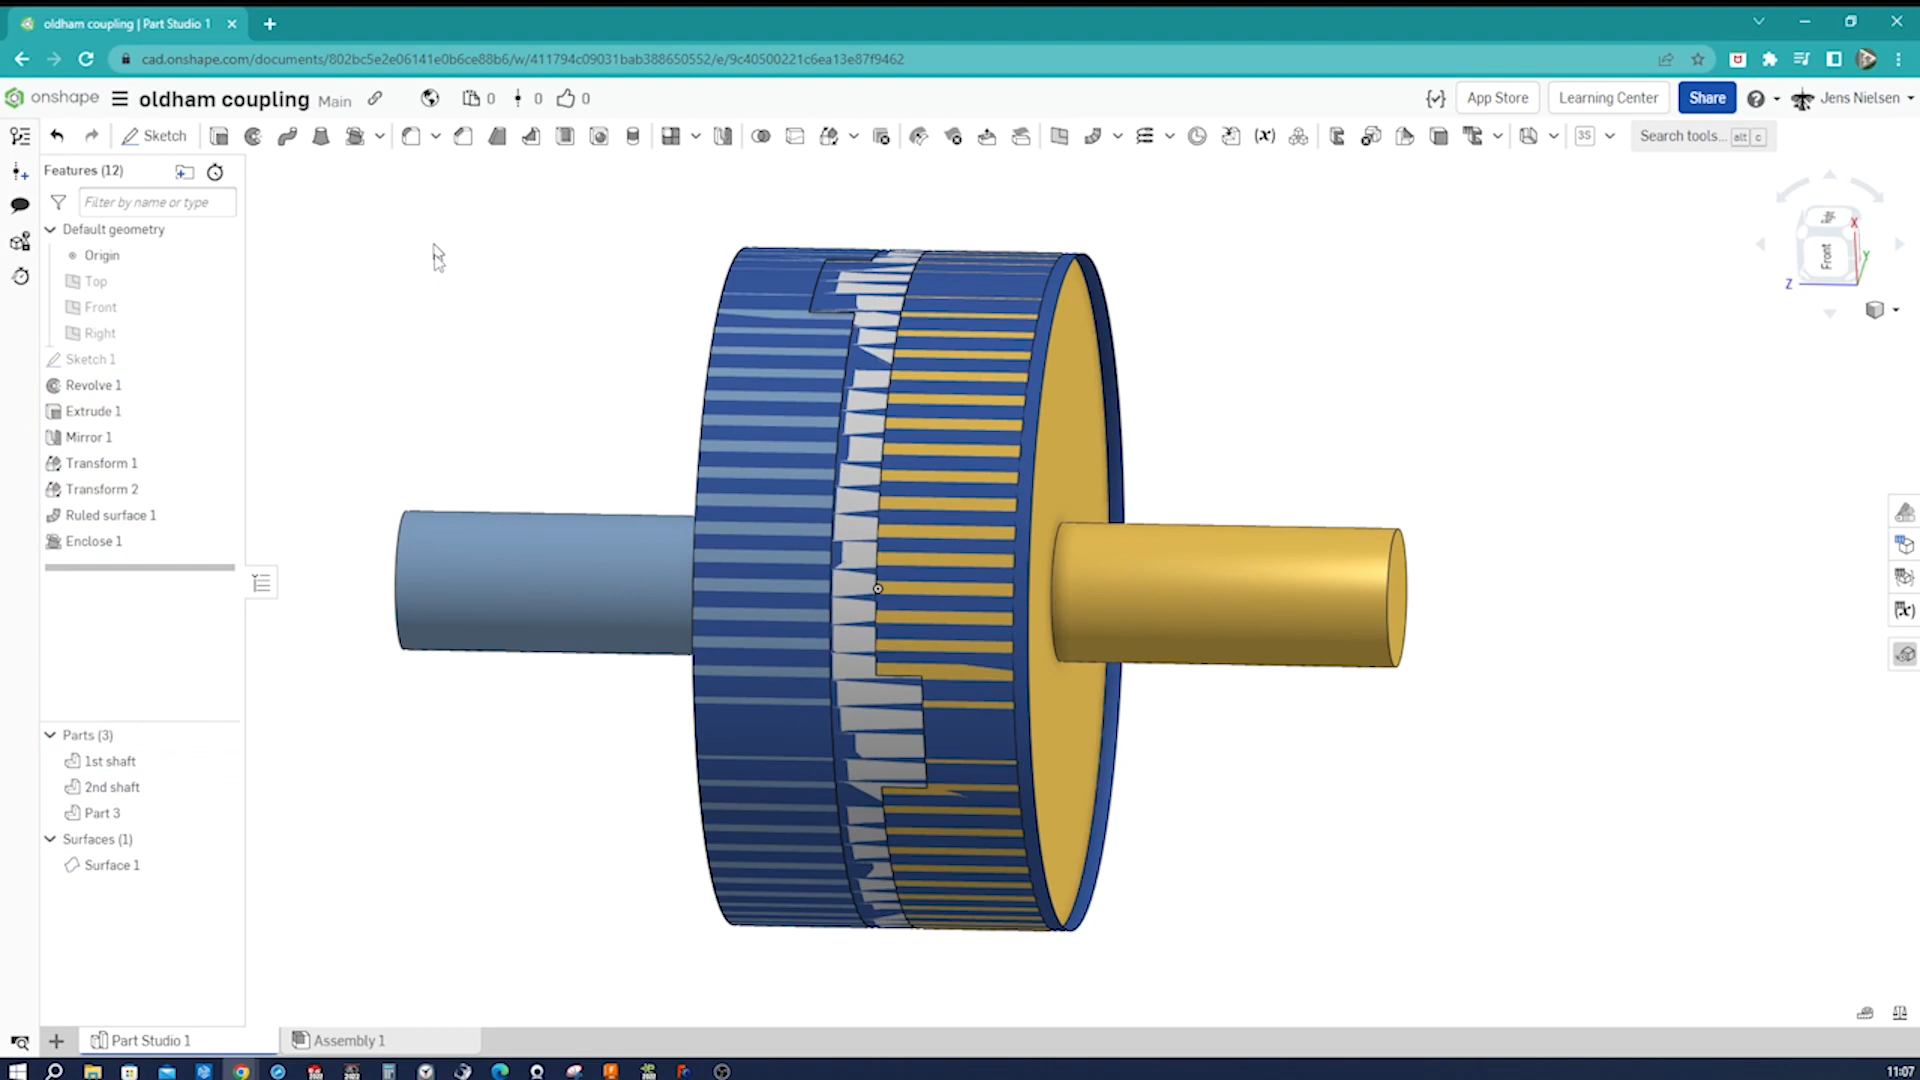 oldham coupling | Part Studio 1
cad.onshape.com/documents/802bc5e2e06141e0b6ce88b6/w/411794c09031bab388650552/e/9c40500221c6ea13e87f9462
onshape oldham coupling Main 0 0 0 App Store Learning Center Share Jens Nielsen
Sketch (x) 3S Search tools... alt c
Features (12)
Filter by name or type
Default geometry
Origin
Top
Front
Right
Sketch 1
Revolve 1
Extrude 1
Mirror 1
Transform 1
Transform 2
Ruled surface 1
Enclose 1
Parts (3)
1st shaft
2nd shaft
Part 3
Surfaces (1)
Surface 1
Front
X
Y
Z
(x)
Part Studio 1
Assembly 1
11:07